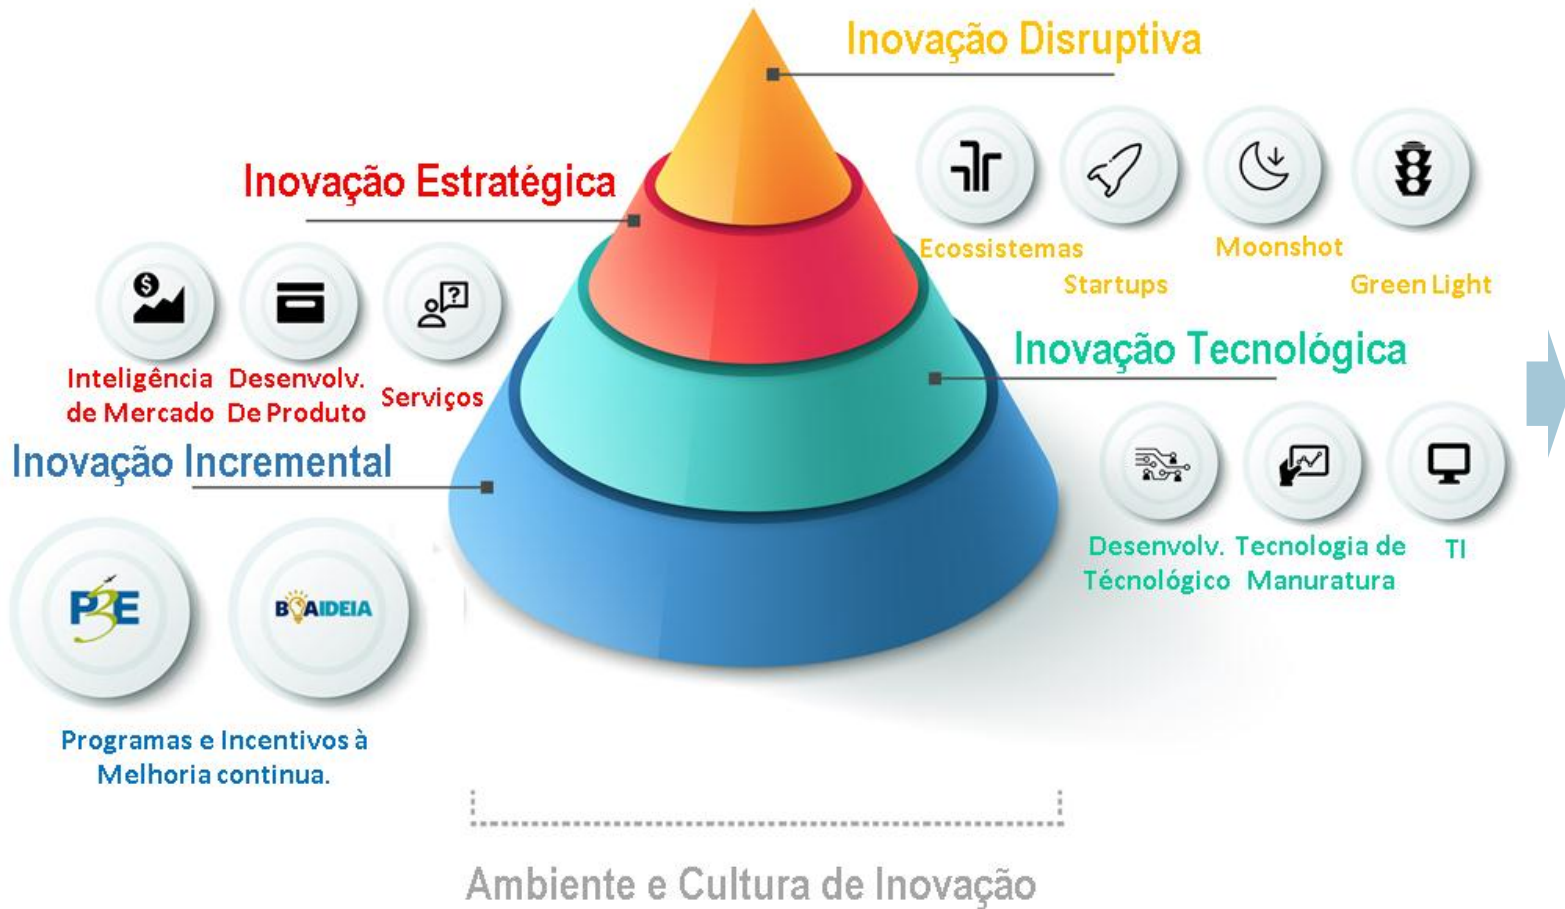 Inovação Disruptiva
Ecossistemas
Startups
Moonshot
Green Light
Inovação Estratégica
$
?
Inteligência
de Mercado
Desenvolv.
De Produto
Serviços
Inovação Tecnológica
Desenvolv.
Técnológico
Tecnologia de
Manuratura
TI
Inovação Incremental
P3E
BOAIDEIA
Programas e Incentivos à
Melhoria continua.
Ambiente e Cultura de Inovação